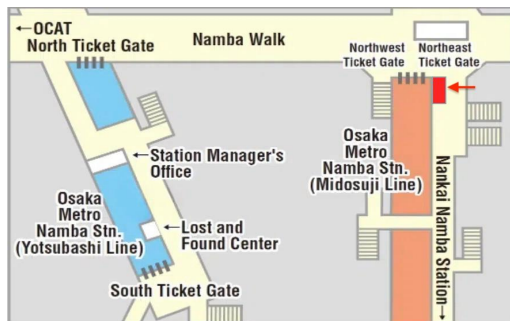 ←OCAT
North Ticket Gate
Namba Walk
Northwest
Ticket Gate
Northeast
Ticket Gate
←Station Manager's
Office
Osaka
Metro
Namba Stn.
(Midosuji Line)
Nankai Namba Station→
Osaka
Metro
Namba Stn.
(Yotsubashi Line)
←Lost and
Found Center
South Ticket Gate